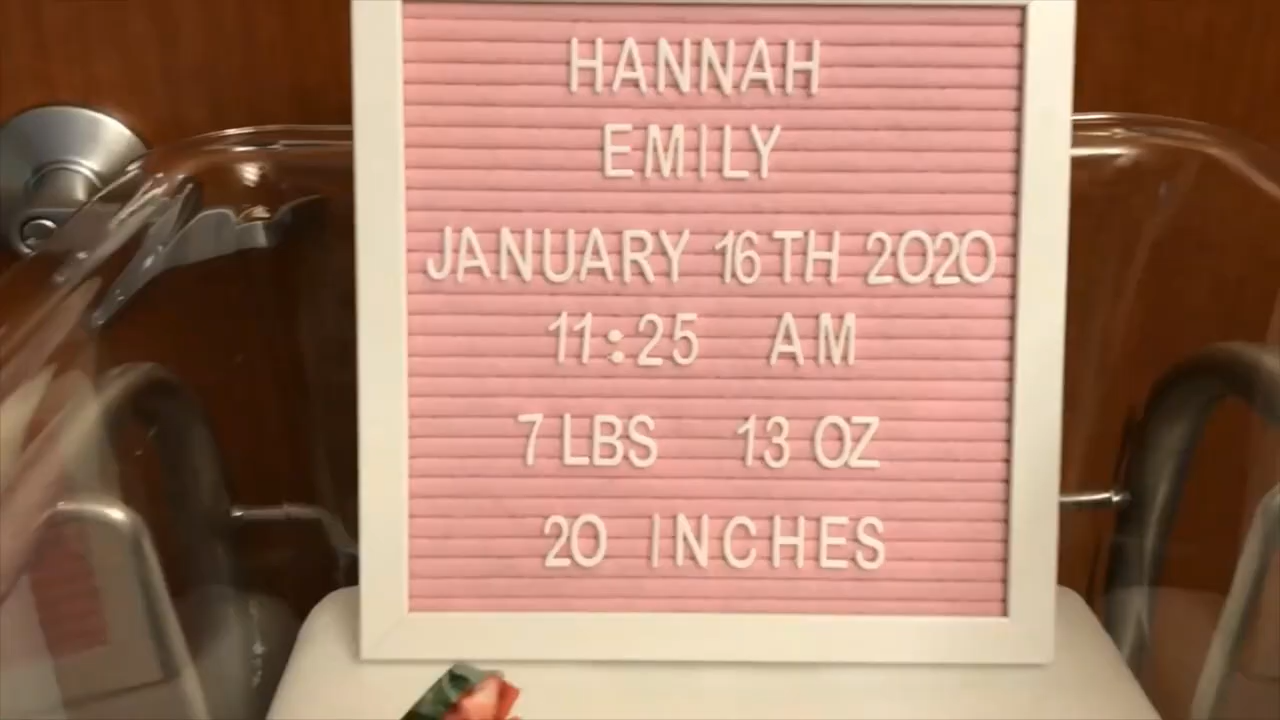 HANNAH
EMILY
JANUARY 16TH 2020
11:25 AM
7 LBS 13 OZ
20 INCHES